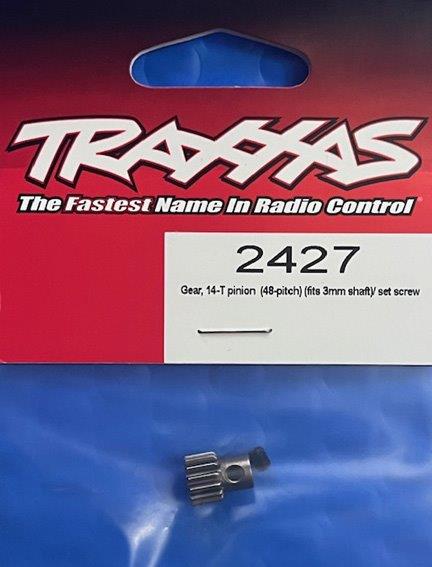 TRAXXAS
The Fastest Name In Radio Control
2427
Gear, 14-T pinion (48-pitch) (fits 3mm shaft)/ set screw